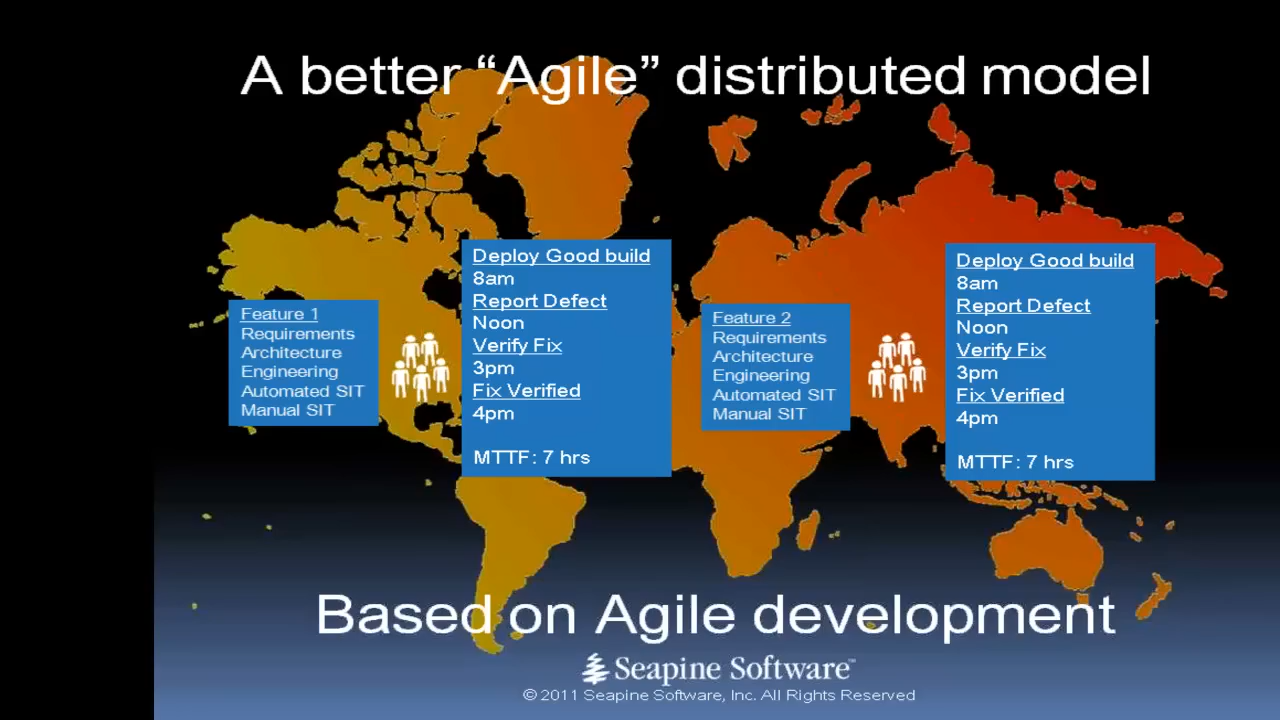 A better “Agile” distributed model
Feature 1
Requirements
Architecture
Engineering
Automated SIT
Manual SIT
Deploy Good build
8am
Report Defect
Noon
Verify Fix
3pm
Fix Verified
4pm
MTTF: 7 hrs
Feature 2
Requirements
Architecture
Engineering
Automated SIT
Manual SIT
Deploy Good build
8am
Report Defect
Noon
Verify Fix
3pm
Fix Verified
4pm
MTTF: 7 hrs
Based on Agile development
Seapine Software™
© 2011 Seapine Software, Inc. All Rights Reserved